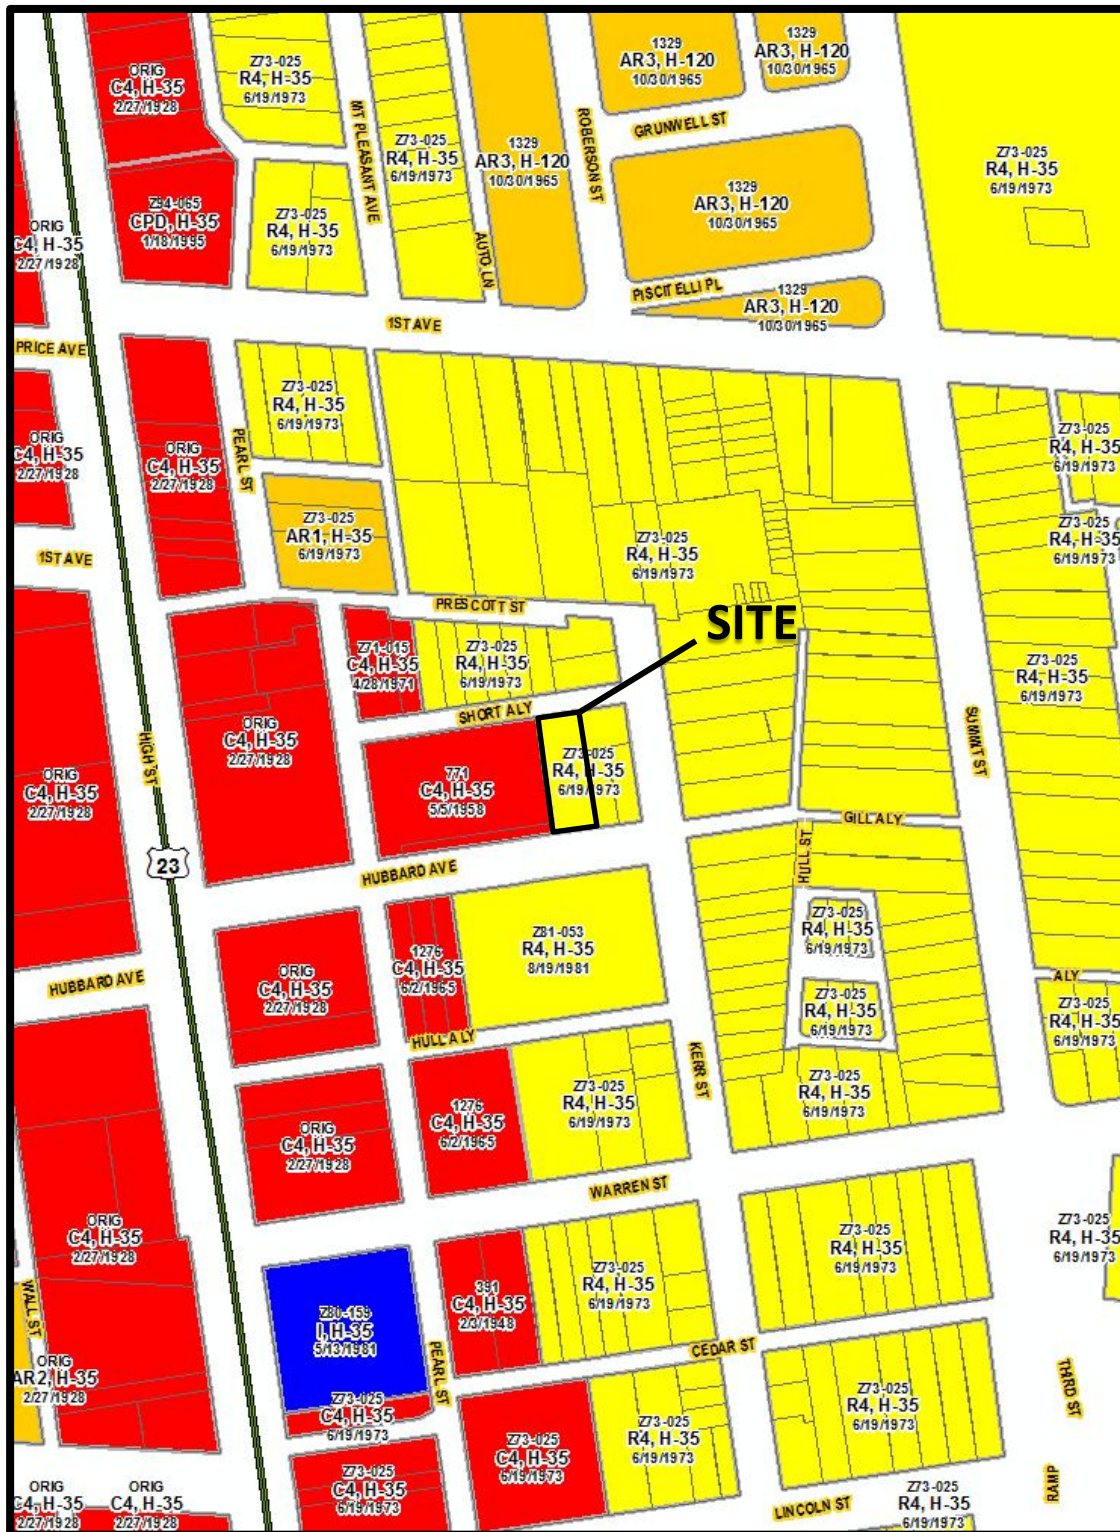 ORIG
C4, H-35
2/27/1928
Z73-025
R4, H-35
6/19/1973
MT PLEASANT AVE
Z73-025
R4, H-35
6/19/1973
1329
AR3, H-120
10/30/1965
ROBERSON ST
1329
AR3, H-120
10/30/1965
1329
AR3, H-120
10/30/1965
GRUNWELL ST
Z73-025
R4, H-35
6/19/1973
Z94-065
CPD, H-35
1/18/1995
Z73-025
R4, H-35
6/19/1973
1329
AR3, H-120
10/30/1965
ORIG
C4, H-35
2/27/1928
AUTO LN
PISCITELLI PL
1329
AR3, H-120
10/30/1965
1ST AVE
PRICE AVE
Z73-025
R4, H-35
6/19/1973
ORIG
C4, H-35
2/27/1928
ORIG
C4, H-35
2/27/1928
PEARL ST
Z73-025
R4, H-35
6/19/1973
Z73-025
AR1, H-35
6/19/1973
Z73-025
R4, H-35
6/19/1973
Z73-025
R4, H-35
6/19/1973
1ST AVE
PRESCOTT ST
SITE
Z71-015
C4, H-35
4/28/1971
Z73-025
R4, H-35
6/19/1973
Z73-025
R4, H-35
6/19/1973
SHORT ALY
ORIG
C4, H-35
2/27/1928
HIGH ST
SUMMIT ST
ORIG
C4, H-35
2/27/1928
771
C4, H-35
5/5/1958
Z73-025
R4, H-35
6/19/1973
GILL ALY
HULL ST
23
HUBBARD AVE
1276
C4, H-35
6/2/1965
Z81-053
R4, H-35
8/19/1981
Z73-025
R4, H-35
6/19/1973
ORIG
C4, H-35
2/27/1928
HUBBARD AVE
ALY
Z73-025
R4, H-35
6/19/1973
Z73-025
R4, H-35
6/19/1973
HULL ALY
KERR ST
Z73-025
R4, H-35
6/19/1973
Z73-025
R4, H-35
6/19/1973
1276
C4, H-35
6/2/1965
ORIG
C4, H-35
2/27/1928
WARREN ST
ORIG
C4, H-35
2/27/1928
Z73-025
R4, H-35
6/19/1973
Z73-025
R4, H-35
6/19/1973
Z73-025
R4, H-35
6/19/1973
391
C4, H-35
2/3/1948
Z80-159
I, H-35
5/13/1981
WALL ST
PEARL ST
CEDAR ST
ORIG
AR2, H-35
2/27/1928
THIRD ST
Z73-025
C4, H-35
6/19/1973
Z73-025
R4, H-35
6/19/1973
Z73-025
R4, H-35
6/19/1973
Z73-025
C4, H-35
6/19/1973
Z73-025
C4, H-35
6/19/1973
RAMP
ORIG
C4, H-35
2/27/1928
ORIG
C4, H-35
2/27/1928
LINCOLN ST
Z73-025
R4, H-35
6/19/1973